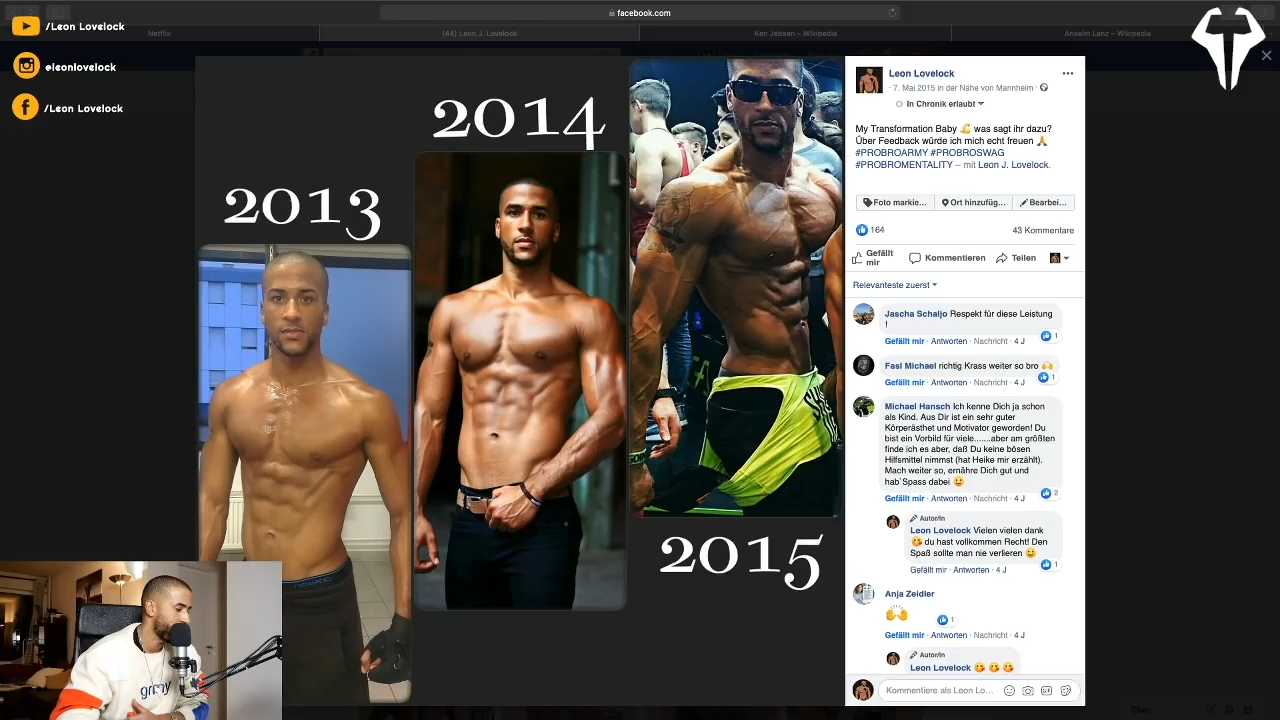 /Leon Lovelock
@leonlovelock
/Leon Lovelock
facebook.com
Netflix
(44) Leon J. Lovelock
Ken Jebsen – Wikipedia
Anselm Lenz – Wikipedia
2013
2014
2015
Leon Lovelock
7. Mai 2015 in der Nähe von Mannheim
In Chronik erlaubt
My Transformation Baby 💪 was sagt ihr dazu?
Über Feedback würde ich mich echt freuen 🙏
#PROBROARMY #PROBROSWAG
#PROBROMENTALITY – mit Leon J. Lovelock.
Foto markie... Ort hinzufüg... Bearbei...
164 43 Kommentare
Gefällt
mir
Kommentieren
Teilen
Relevanteste zuerst
Jascha Schaljo Respekt für diese Leistung
!
1
Gefällt mir · Antworten · Nachricht · 4 J
Fasl Michael richtig Krass weiter so bro 🙌
1
Gefällt mir · Antworten · Nachricht · 4 J
Michael Hansch Ich kenne Dich ja schon
als Kind. Aus Dir ist ein sehr guter
Körperästhet und Motivator geworden! Du
bist ein Vorbild für viele.......aber am größten
finde ich es aber, daß Du keine bösen
Hilfsmittel nimmst (hat Heike mir erzählt).
Mach weiter so, ernähre Dich gut und
hab`Spass dabei 😉
2
Gefällt mir · Antworten · Nachricht · 4 J
Autor/in
Leon Lovelock Vielen vielen dank
😘 du hast vollkommen Recht! Den
Spaß sollte man nie verlieren 😉
1
Gefällt mir · Antworten · 4 J
Anja Zeidler
🙌
1
Gefällt mir · Antworten · Nachricht · 4 J
Autor/in
Leon Lovelock 😘 😘 😘
Kommentiere als Leon Lo...
Chat